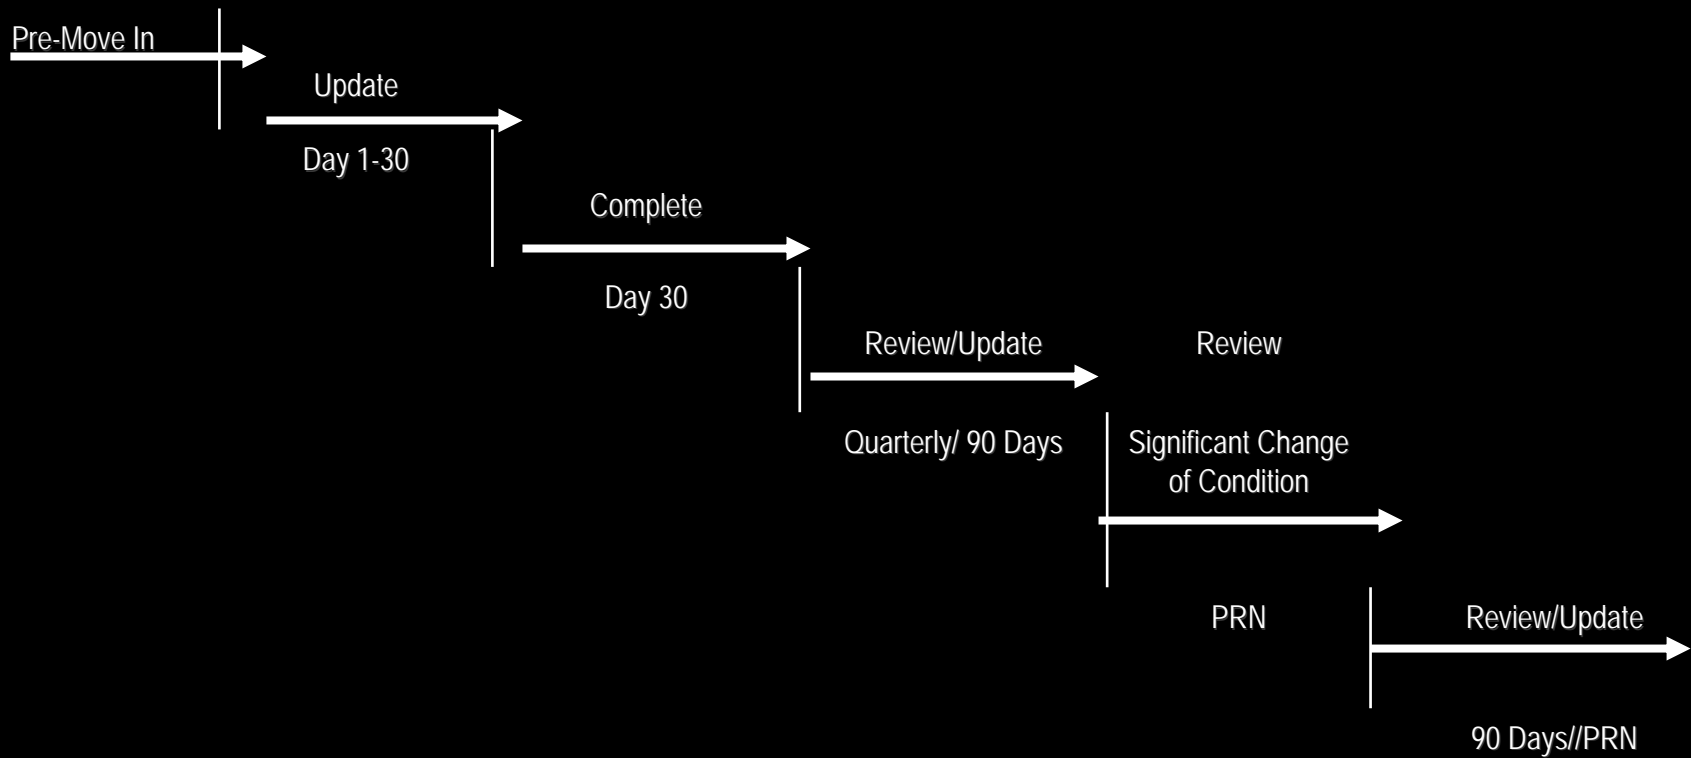 Pre-Move In
Update
Day 1-30
Complete
Day 30
Review/Update
Quarterly/ 90 Days
Review
Significant Change
of Condition
PRN
Review/Update
90 Days//PRN